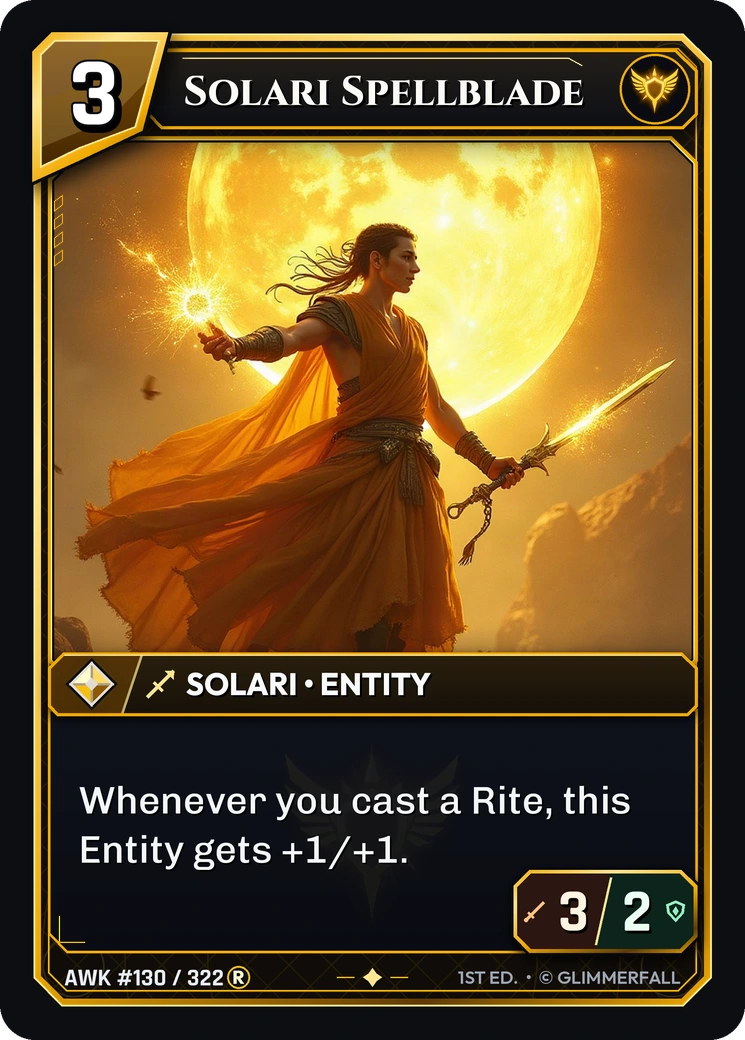 3
SOLARI SPELLBLADE
SOLARI • ENTITY
Whenever you cast a Rite, this
Entity gets +1/+1.
3 / 2
AWK #130 / 322 R
1ST ED. • © GLIMMERFALL